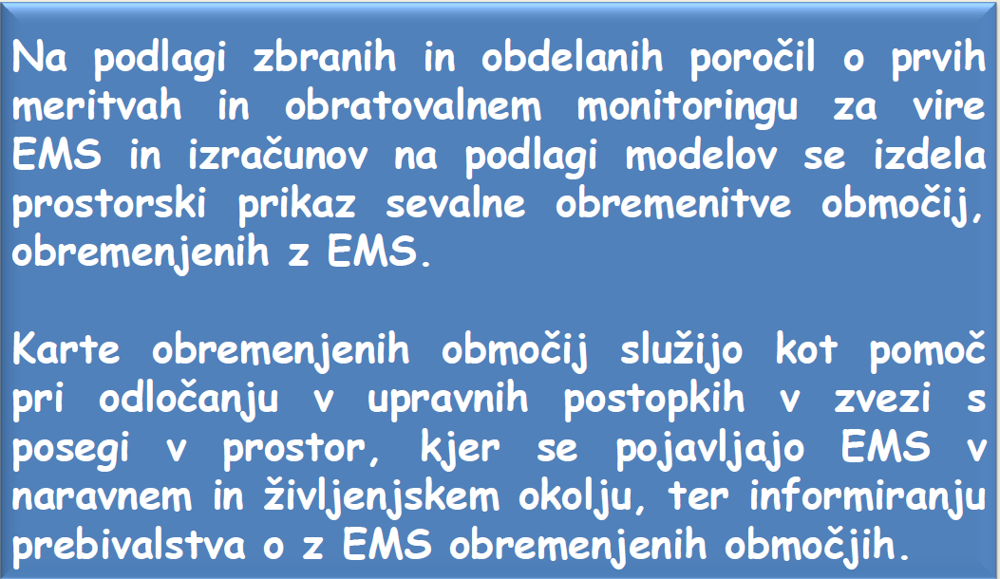 Na podlagi zbranih in obdelanih poročil o prvih
meritvah in obratovalnem monitoringu za vire
EMS in izračunov na podlagi modelov se izdela
prostorski prikaz sevalne obremenitve območij,
obremenjenih z EMS.
Karte obremenjenih območij služijo kot pomoč
pri odločanju v upravnih postopkih v zvezi s
posegi v prostor, kjer se pojavljajo EMS v
naravnem in življenjskem okolju, ter informiranju
prebivalstva o z EMS obremenjenih območjih.